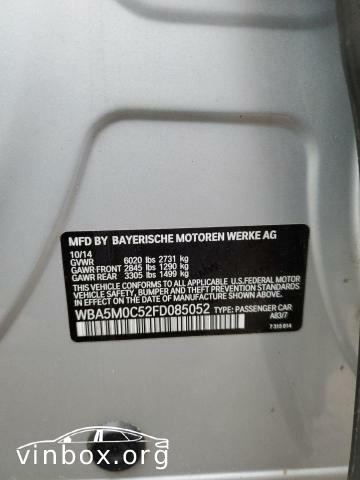 MFD BY BAYERISCHE MOTOREN WERKE AG
10/14
GVWR 6020 lbs 2731 kg
GAWR FRONT 2845 lbs 1290 kg
GAWR REAR 3305 lbs 1499 kg
THIS VEHICLE CONFORMS TO ALL APPLICABLE U.S.FEDERAL MOTOR
VEHICLE SAFETY, BUMPER, AND THEFT PREVENTION STANDARDS
IN EFFECT ON THE DATE OF MANUFACTURE SHOWN ABOVE.
WBA5M0C52FD085052 TYPE: PASSENGER CAR
A83/7
7 315 814
vinbox.org